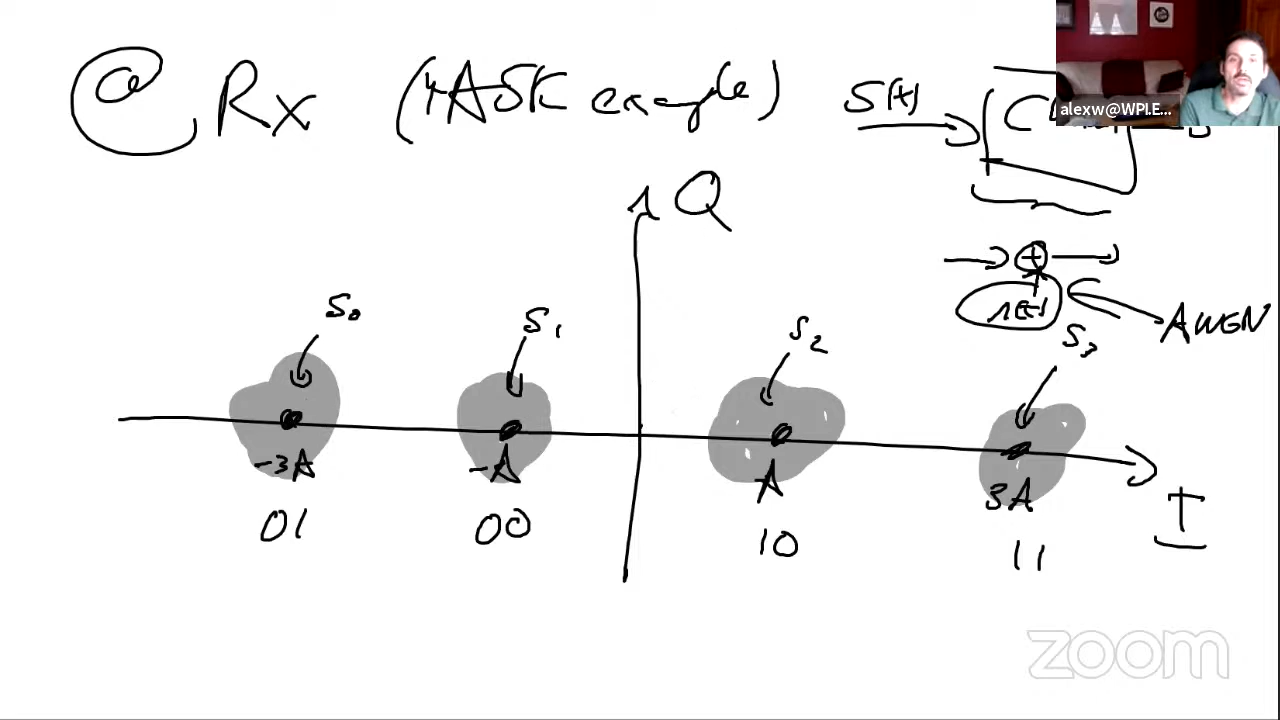 @ Rx (4ASK example) S(t)
alexw@WPI.E...
Q
n(t)
AWGN
S0 S1 S2 S3
-3A -A A 3A
01 00 10 11
I
zoom